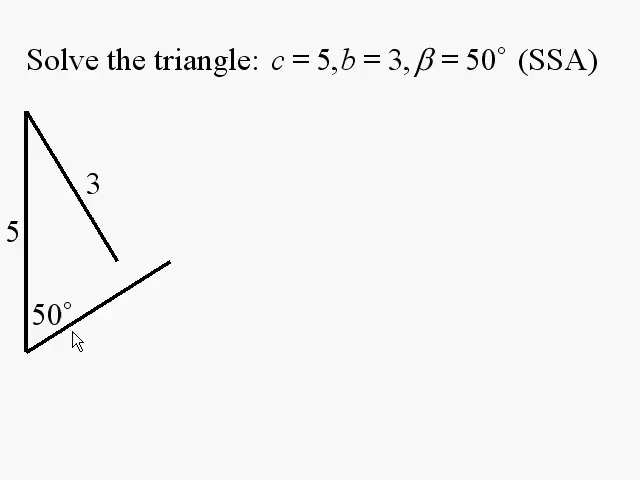 Solve the triangle: c = 5, b = 3, β = 50° (SSA)
3
5
50°